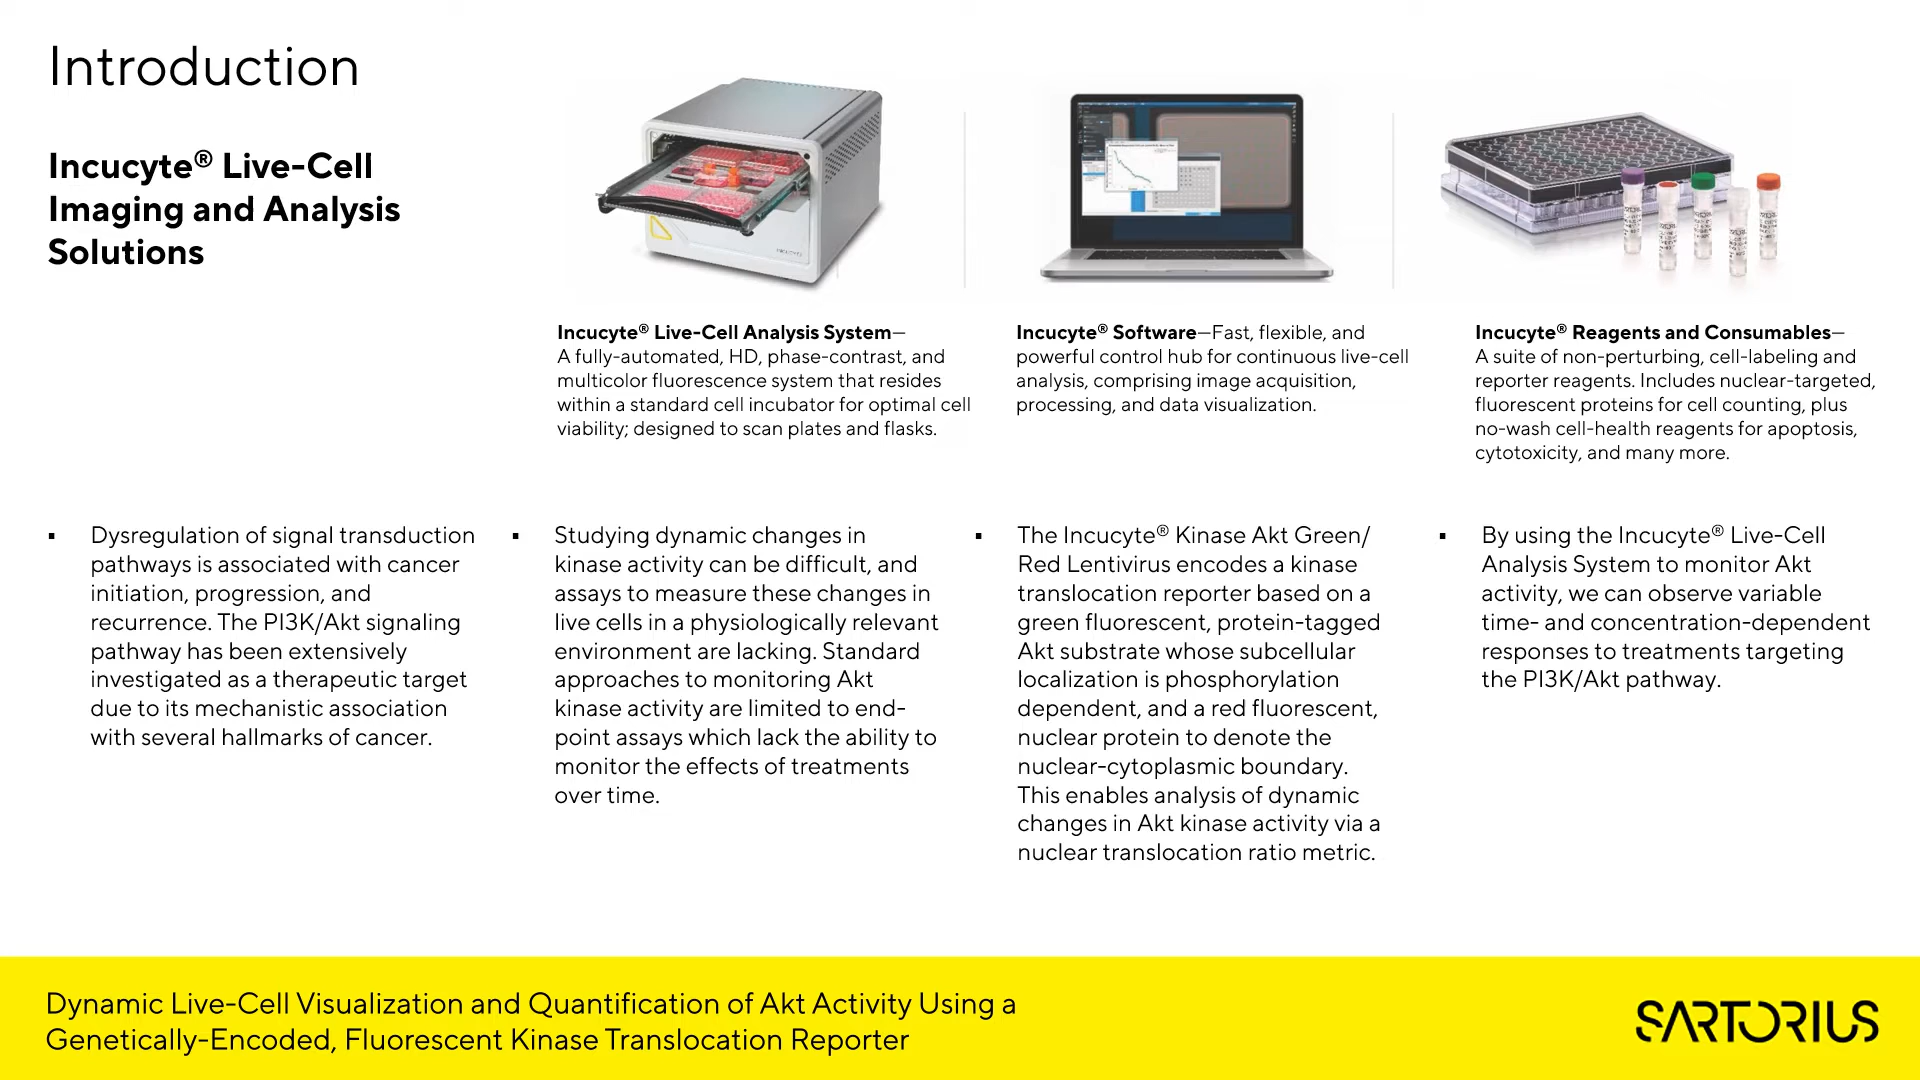 Introduction
Incucyte® Live-Cell
Imaging and Analysis
Solutions
INCUCYTE
SARTORIUS
Incucyte® Live-Cell Analysis System—
A fully-automated, HD, phase-contrast, and
multicolor fluorescence system that resides
within a standard cell incubator for optimal cell
viability; designed to scan plates and flasks.
Incucyte® Software—Fast, flexible, and
powerful control hub for continuous live-cell
analysis, comprising image acquisition,
processing, and data visualization.
Incucyte® Reagents and Consumables—
A suite of non-perturbing, cell-labeling and
reporter reagents. Includes nuclear-targeted,
fluorescent proteins for cell counting, plus
no-wash cell-health reagents for apoptosis,
cytotoxicity, and many more.
▪ Dysregulation of signal transduction
pathways is associated with cancer
initiation, progression, and
recurrence. The PI3K/Akt signaling
pathway has been extensively
investigated as a therapeutic target
due to its mechanistic association
with several hallmarks of cancer.
▪ Studying dynamic changes in
kinase activity can be difficult, and
assays to measure these changes in
live cells in a physiologically relevant
environment are lacking. Standard
approaches to monitoring Akt
kinase activity are limited to end-
point assays which lack the ability to
monitor the effects of treatments
over time.
▪ The Incucyte® Kinase Akt Green/
Red Lentivirus encodes a kinase
translocation reporter based on a
green fluorescent, protein-tagged
Akt substrate whose subcellular
localization is phosphorylation
dependent, and a red fluorescent,
nuclear protein to denote the
nuclear-cytoplasmic boundary.
This enables analysis of dynamic
changes in Akt kinase activity via a
nuclear translocation ratio metric.
▪ By using the Incucyte® Live-Cell
Analysis System to monitor Akt
activity, we can observe variable
time- and concentration-dependent
responses to treatments targeting
the PI3K/Akt pathway.
Dynamic Live-Cell Visualization and Quantification of Akt Activity Using a
Genetically-Encoded, Fluorescent Kinase Translocation Reporter
SARTORIUS